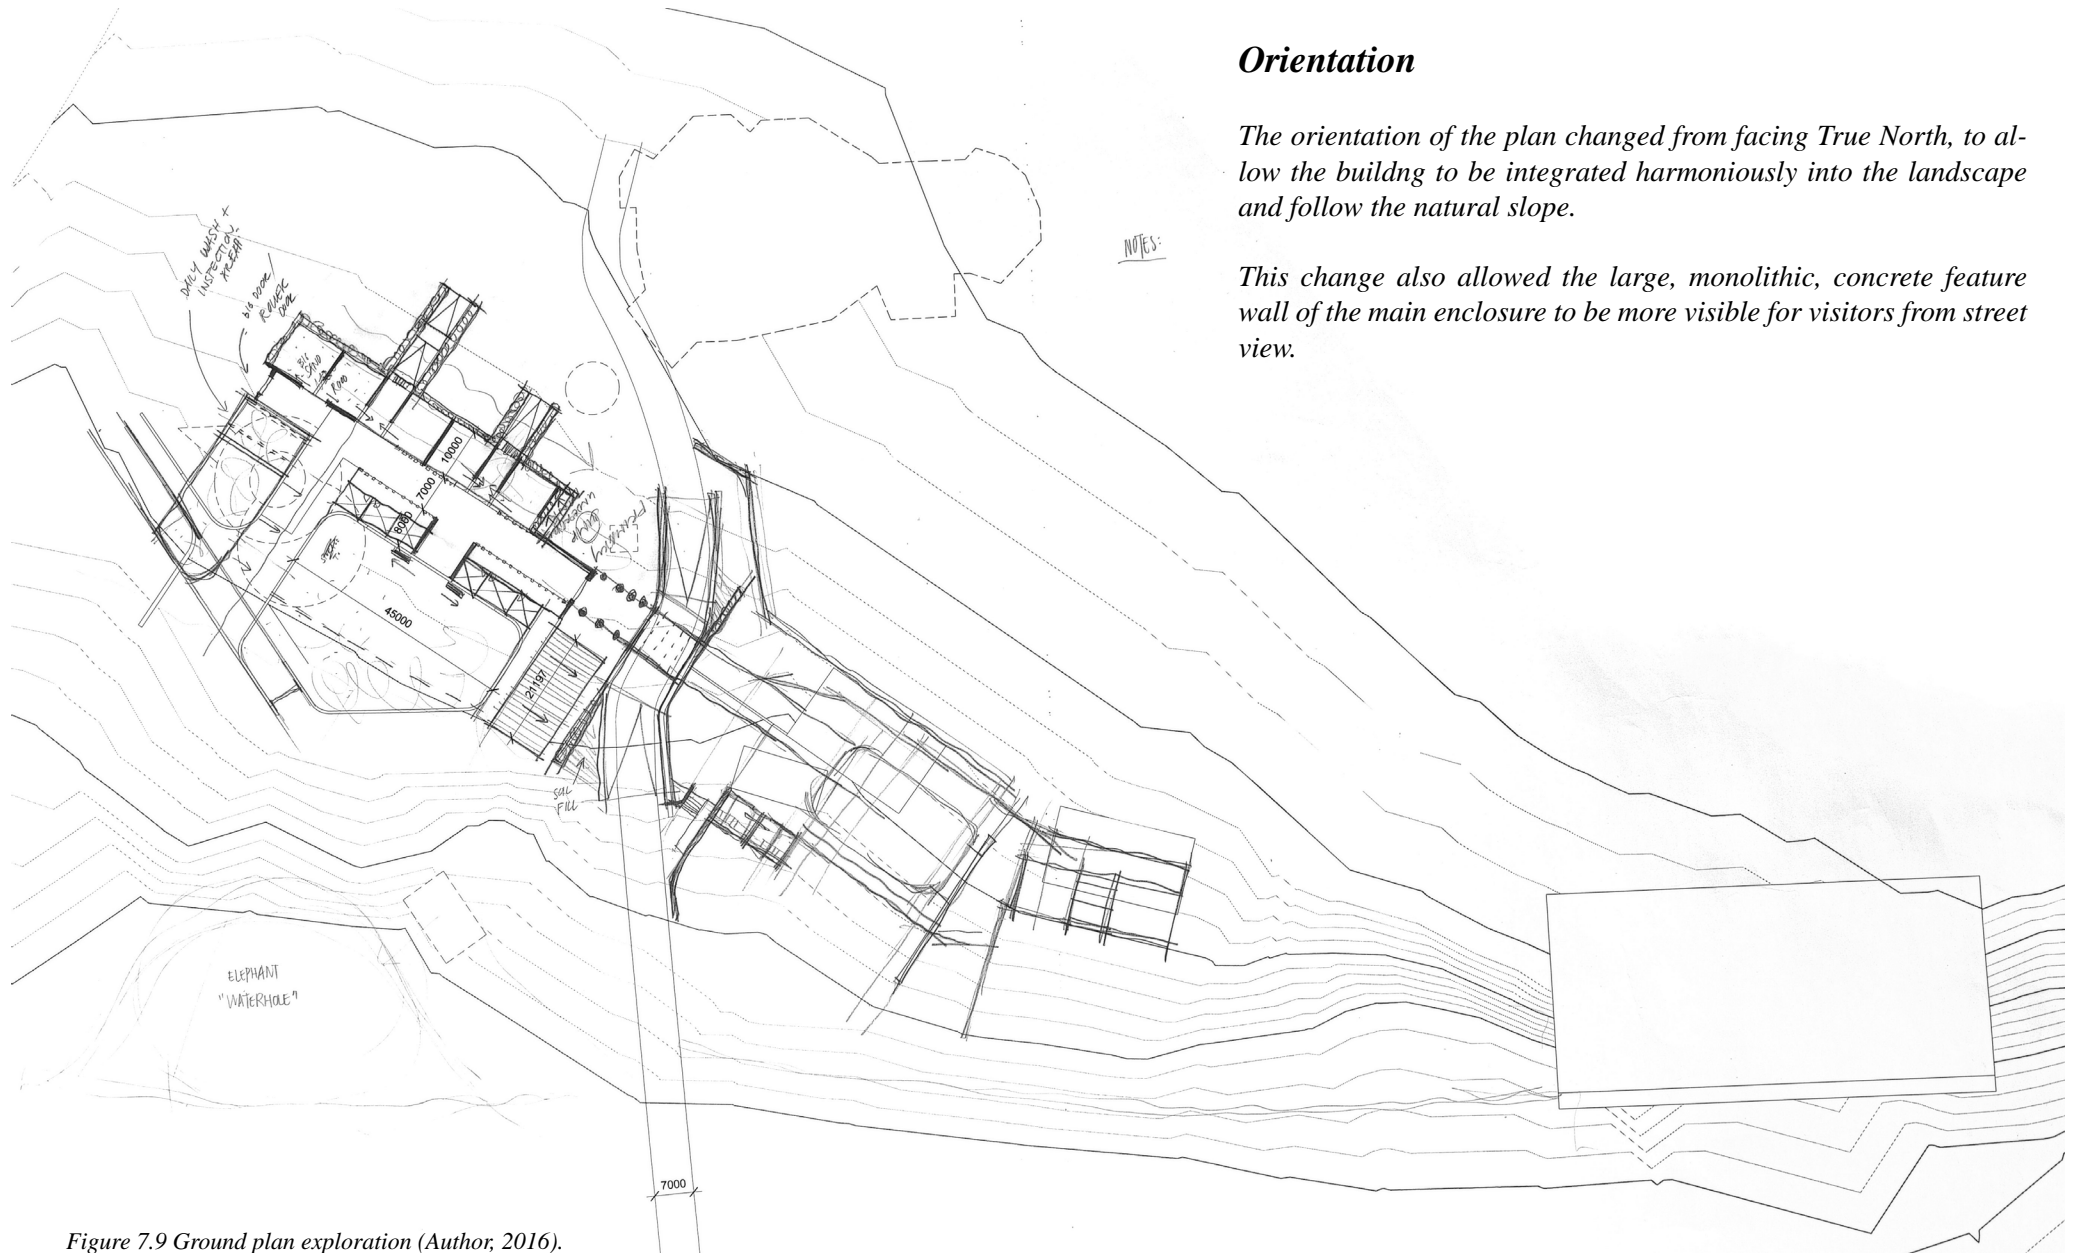 Orientation
The orientation of the plan changed from facing True North, to al-
low the buildng to be integrated harmoniously into the landscape
and follow the natural slope.
This change also allowed the large, monolithic, concrete feature
wall of the main enclosure to be more visible for visitors from street
view.
NOTES:
DAILY WASH +
INSPECTION
AREA
BIG DOOR /
ROLLER
DOOR
10000
7000
8000
45000
21197
SOIL
FILL
ELEPHANT
"WATERHOLE"
7000
Figure 7.9 Ground plan exploration (Author, 2016).